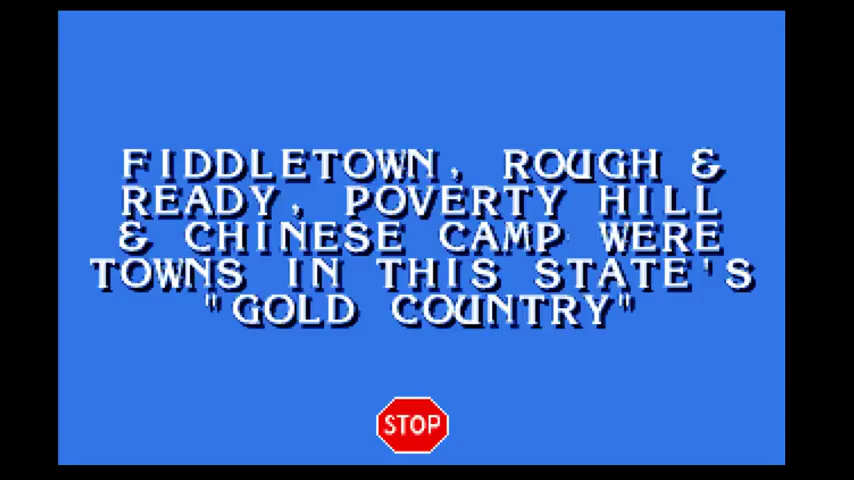 FIDDLETOWN, ROUGH &
READY, POVERTY HILL
& CHINESE CAMP WERE
TOWNS IN THIS STATE'S
"GOLD COUNTRY"
STOP